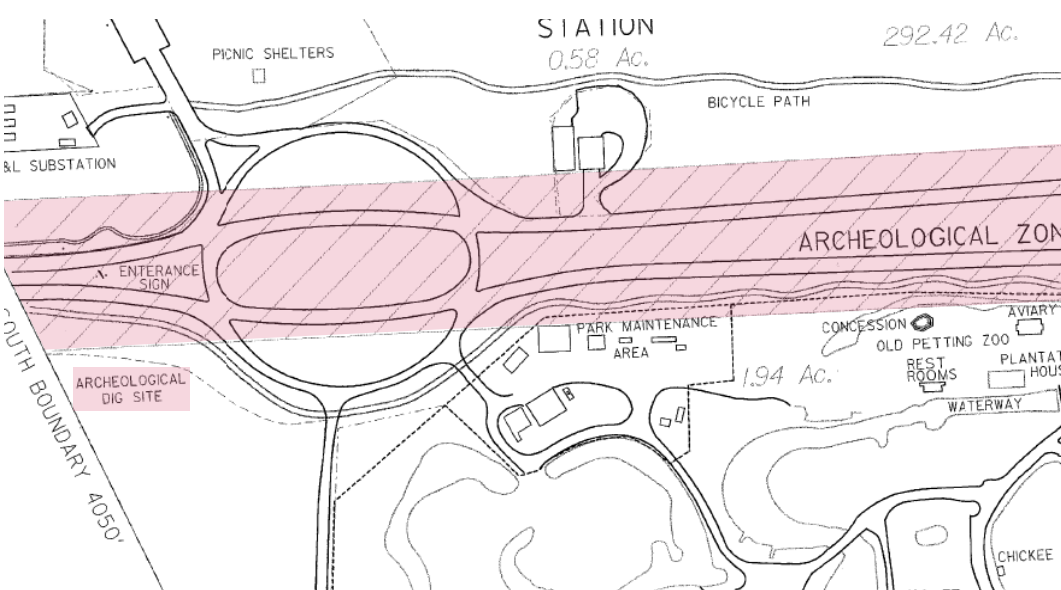 STATION
0.58 Ac.
292.42 Ac.
PICNIC SHELTERS
BICYCLE PATH
&L SUBSTATION
ARCHEOLOGICAL ZON
ENTERANCE
SIGN
SOUTH BOUNDARY 4050'
ARCHEOLOGICAL
DIG SITE
PARK MAINTENANCE
AREA
1.94 Ac.
CONCESSION
AVIARY
OLD PETTING ZOO
REST
ROOMS
PLANTAT
HOUS
WATERWAY
CHICKEE